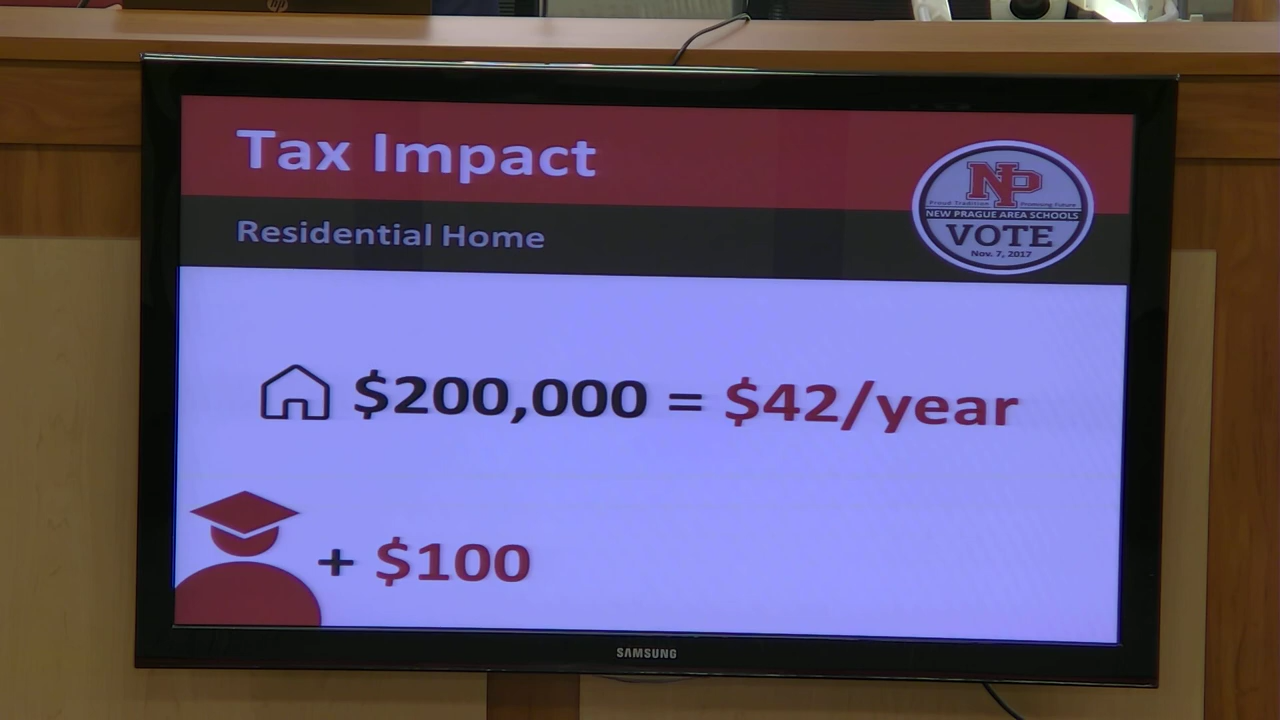 Tax Impact
Residential Home
NP
Proud Tradition Promising Future
NEW PRAGUE AREA SCHOOLS
VOTE
Nov. 7, 2017
$200,000 = $42/year
+ $100
SAMSUNG
hp